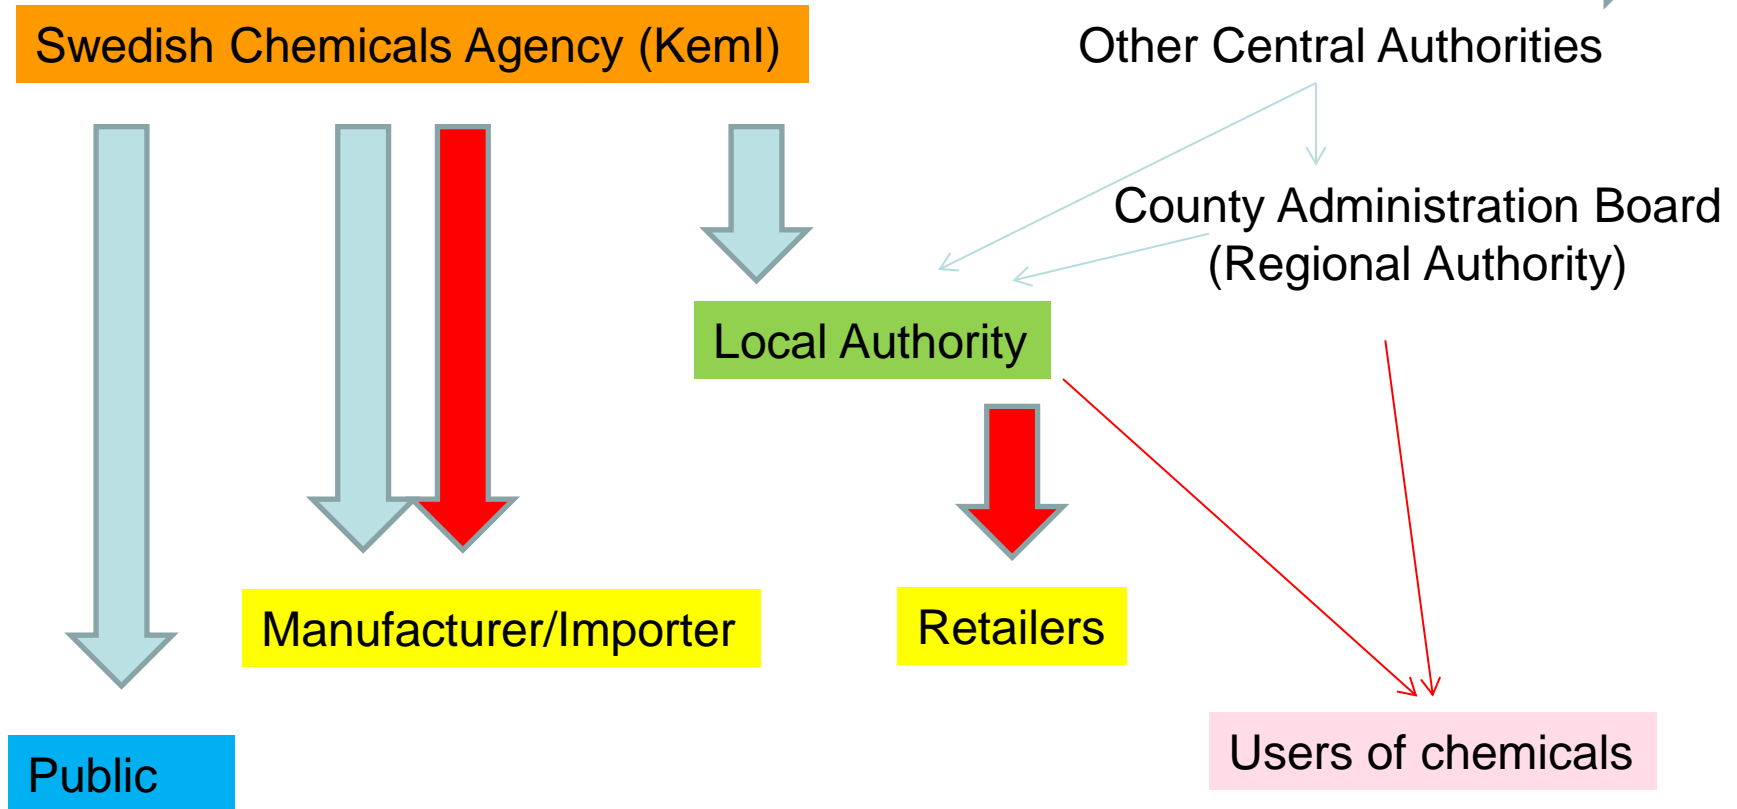 Swedish Chemicals Agency (KemI)
Other Central Authorities
County Administration Board
(Regional Authority)
Local Authority
Manufacturer/Importer
Retailers
Users of chemicals
Public